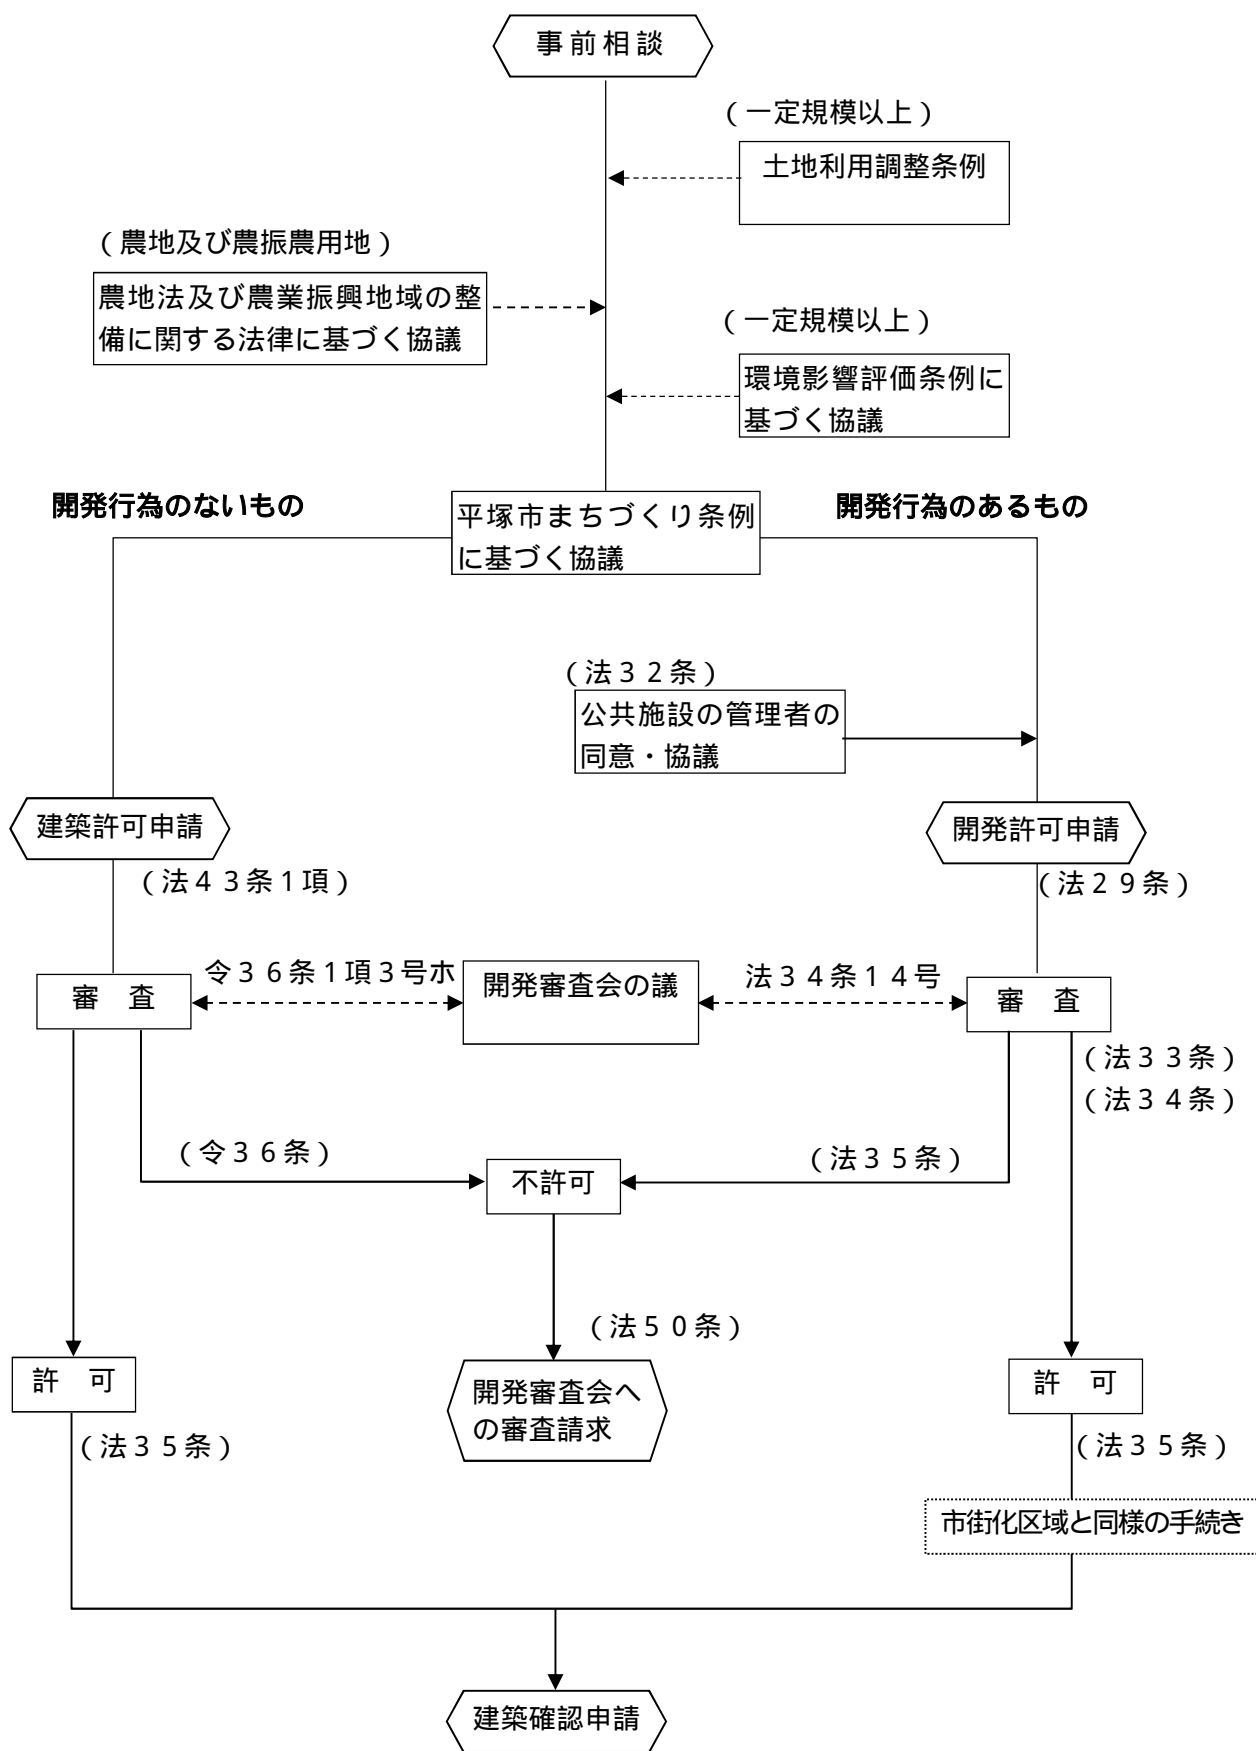 事前相談
（一定規模以上）
土地利用調整条例
（農地及び農振農用地）
農地法及び農業振興地域の整
備に関する法律に基づく協議
（一定規模以上）
環境影響評価条例に
基づく協議
開発行為のないもの
平塚市まちづくり条例
に基づく協議
開発行為のあるもの
（法３２条）
公共施設の管理者の
同意・協議
建築許可申請
開発許可申請
（法４３条１項）
（法２９条）
審　査
令３６条１項３号ホ
開発審査会の議
法３４条１４号
審　査
（法３３条）
（法３４条）
（令３６条）
不許可
（法３５条）
（法５０条）
許　可
開発審査会へ
の審査請求
許　可
（法３５条）
（法３５条）
市街化区域と同様の手続き
建築確認申請